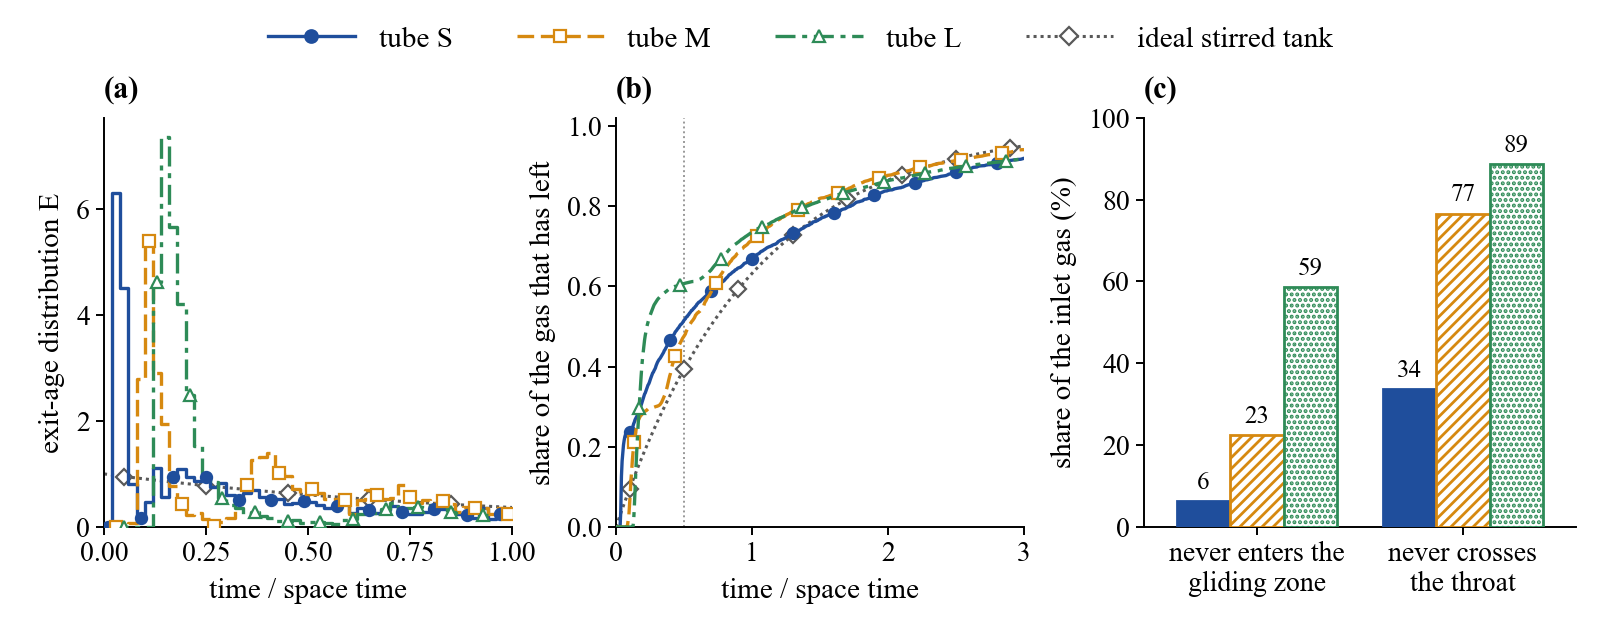 tube S
tube M
tube L
ideal stirred tank
(a)
exit-age distribution E
6
4
2
0
0.00
0.25
0.50
0.75
1.00
time / space time
(b)
share of the gas that has left
1.0
0.8
0.6
0.4
0.2
0.0
0
1
2
3
time / space time
(c)
share of the inlet gas (%)
100
80
60
40
20
0
6
23
59
34
77
89
never enters the
gliding zone
never crosses
the throat